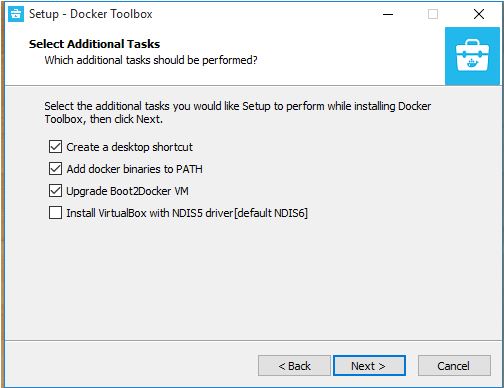 Setup - Docker Toolbox
Select Additional Tasks
Which additional tasks should be performed?
Select the additional tasks you would like Setup to perform while installing Docker
Toolbox, then click Next.
Create a desktop shortcut
Add docker binaries to PATH
Upgrade Boot2Docker VM
Install VirtualBox with NDIS5 driver[default NDIS6]
< Back
Next >
Cancel